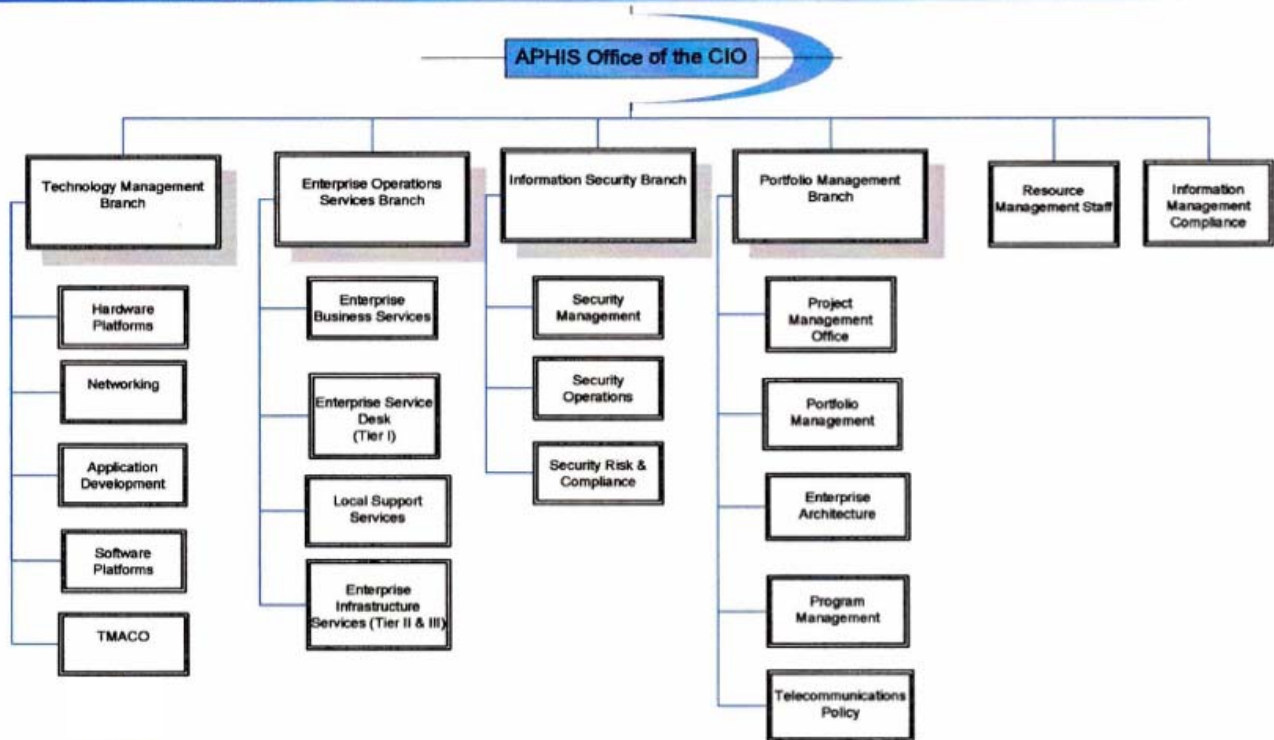 APHIS Office of the CIO
Technology Management
Branch
Hardware
Platforms
Networking
Application
Development
Software
Platforms
TMACO
Enterprise Operations
Services Branch
Enterprise
Business Services
Enterprise Service
Desk
(Tier I)
Local Support
Services
Enterprise
Infrastructure
Services (Tier II & III)
Information Security Branch
Security
Management
Security
Operations
Security Risk &
Compliance
Portfolio Management
Branch
Project
Management
Office
Portfolio
Management
Enterprise
Architecture
Program
Management
Telecommunications
Policy
Resource
Management Staff
Information
Management
Compliance